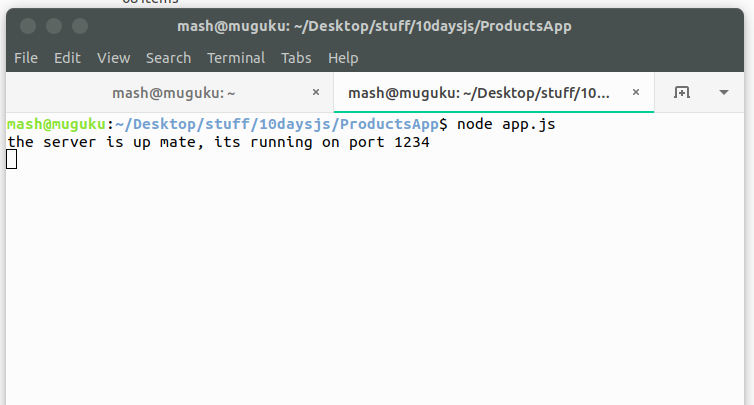 mash@muguku: ~/Desktop/stuff/10daysjs/ProductsApp
File Edit View Search Terminal Tabs Help
mash@muguku: ~ × mash@muguku: ~/Desktop/stuff/10... ×
mash@muguku:~/Desktop/stuff/10daysjs/ProductsApp$ node app.js
the server is up mate, its running on port 1234